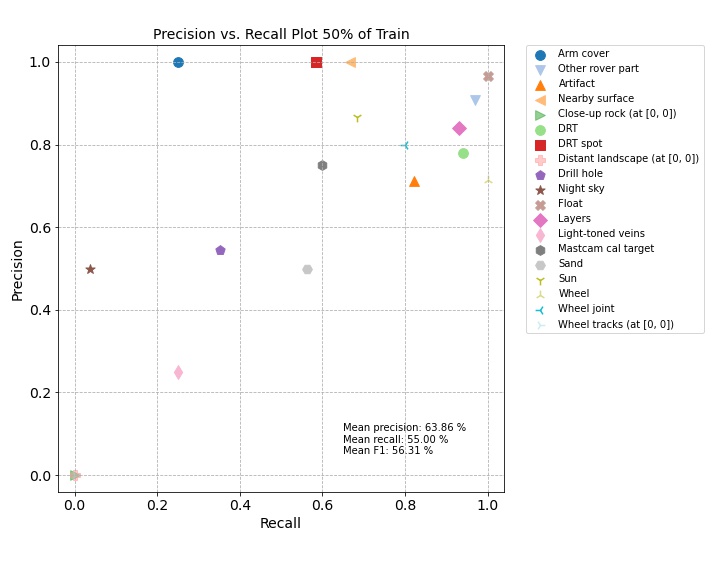 Precision vs. Recall Plot 50% of Train
1.0
0.8
0.6
0.4
0.2
0.0
Precision
0.0
0.2
0.4
0.6
0.8
1.0
Recall
Mean precision: 63.86 %
Mean recall: 55.00 %
Mean F1: 56.31 %
Arm cover
Other rover part
Artifact
Nearby surface
Close-up rock (at [0, 0])
DRT
DRT spot
Distant landscape (at [0, 0])
Drill hole
Night sky
Float
Layers
Light-toned veins
Mastcam cal target
Sand
Sun
Wheel
Wheel joint
Wheel tracks (at [0, 0])